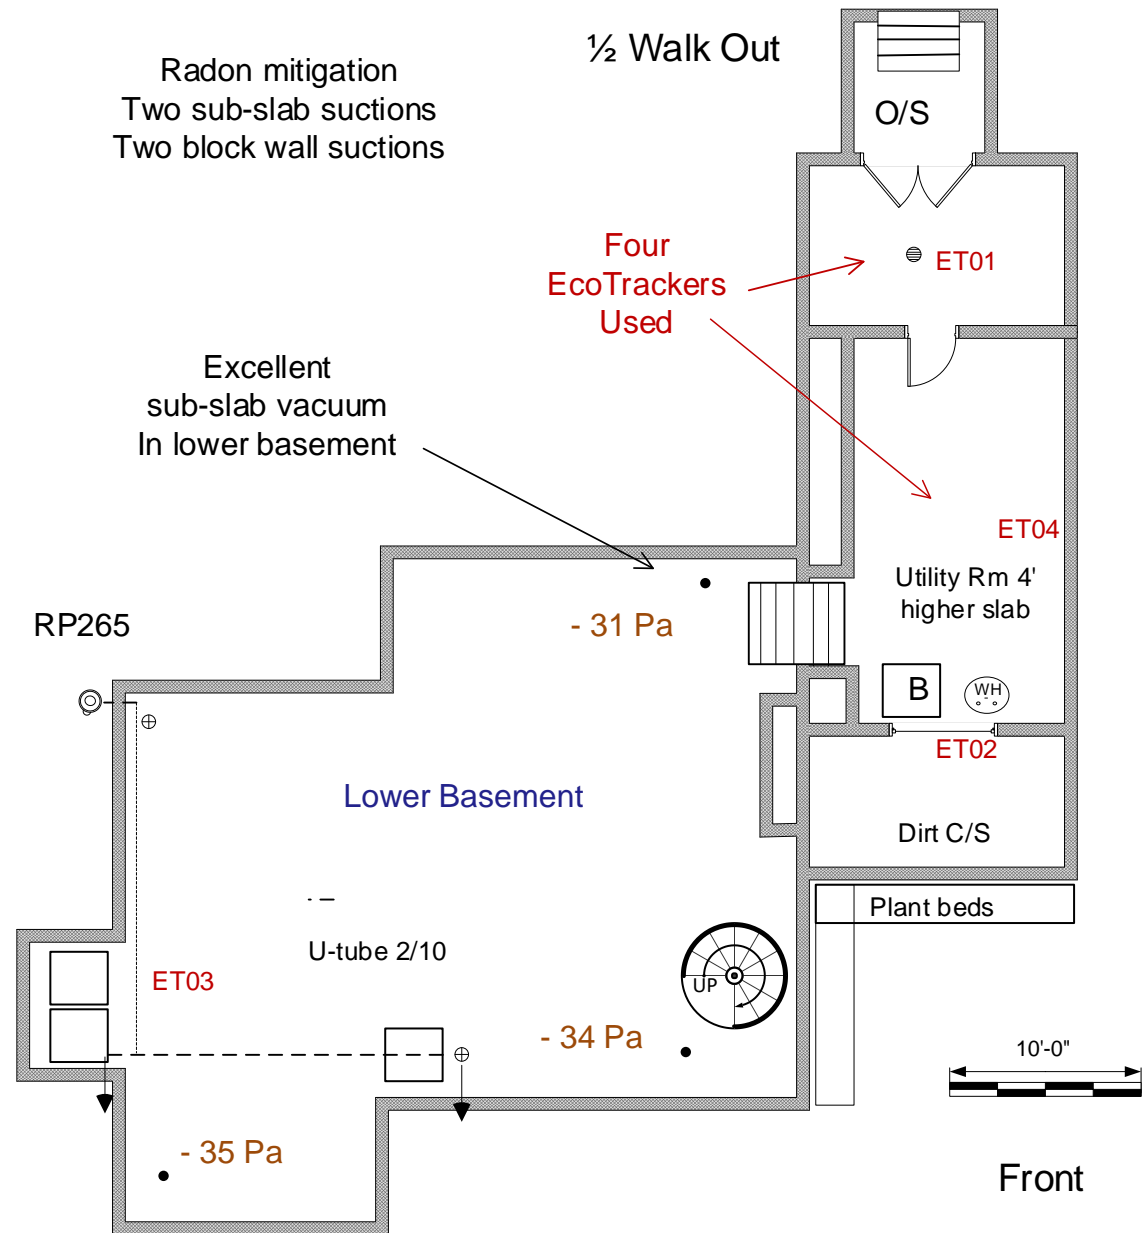 ½ Walk Out
Radon mitigation
Two sub-slab suctions
Two block wall suctions
O/S
Four
EcoTrackers
Used
ET01
Excellent
sub-slab vacuum
In lower basement
ET04
Utility Rm 4'
higher slab
RP265
- 31 Pa
B
WH
ET02
Lower Basement
Dirt C/S
Plant beds
U-tube 2/10
ET03
UP
- 34 Pa
10'-0"
- 35 Pa
Front